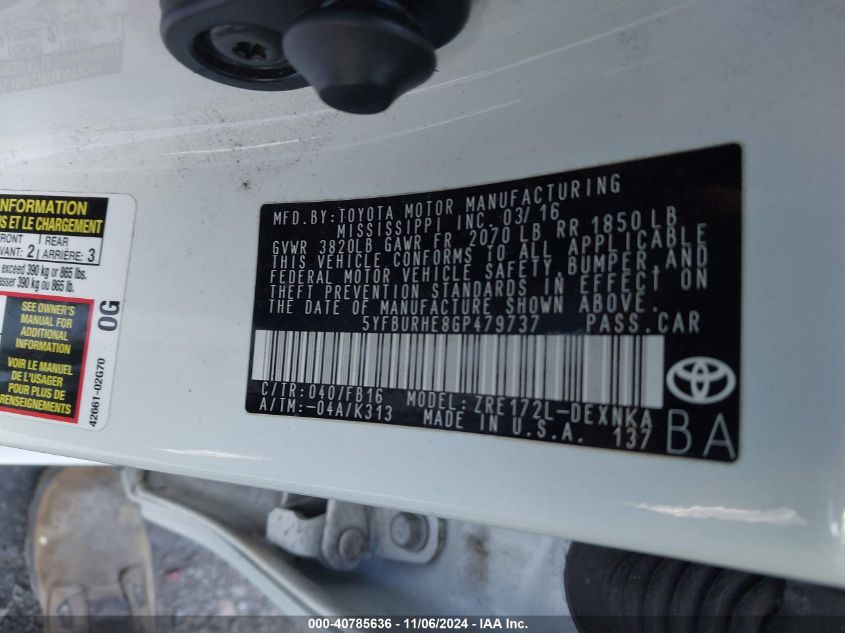 MFD.BY:TOYOTA MOTOR MANUFACTURING
MISSISSIPPI INC. 03/16
GVWR 3820LB GAWR FR 2070 LB RR 1850 LB
THIS VEHICLE CONFORMS TO ALL APPLICABLE
FEDERAL MOTOR VEHICLE SAFETY,BUMPER,AND
THEFT PREVENTION STANDARDS IN EFFECT ON
THE DATE OF MANUFACTURE SHOWN ABOVE.
5YFBURHE8GP479737 PASS.CAR
C/TR:040/FB16 MODEL:ZRE172L-DEXNKA
A/TM:-04A/K313 MADE IN U.S.A. 137
BA
INFORMATION
NS ET LE CHARGEMENT
FRONT REAR
VANT: 2 ARRIÈRE: 3
exceed 390 kg or 865 lbs.
asser 390 kg ou 865 lb.
SEE OWNER'S
MANUAL FOR
ADDITIONAL
INFORMATION
VOIR LE MANUEL
DE L'USAGER
POUR PLUS DE
RENSEIGNEMENTS
0G
42661-02G70
000-40785636 - 11/06/2024 - IAAI Inc.